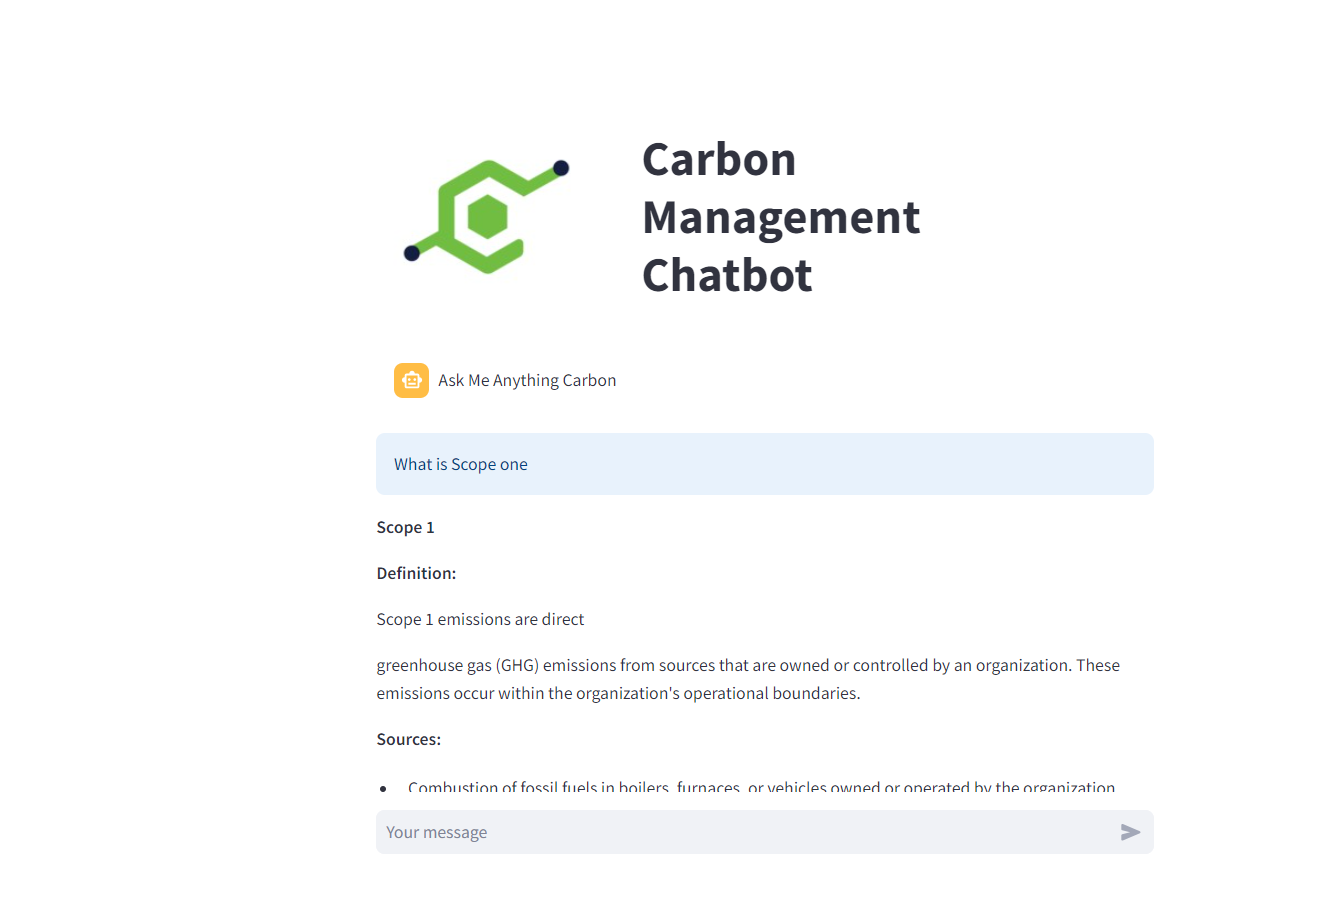 Carbon
Management
Chatbot
Ask Me Anything Carbon
What is Scope one
Scope 1
Definition:
Scope 1 emissions are direct
greenhouse gas (GHG) emissions from sources that are owned or controlled by an organization. These
emissions occur within the organization's operational boundaries.
Sources:
Combustion of fossil fuels in boilers, furnaces, or vehicles owned or operated by the organization
Your message